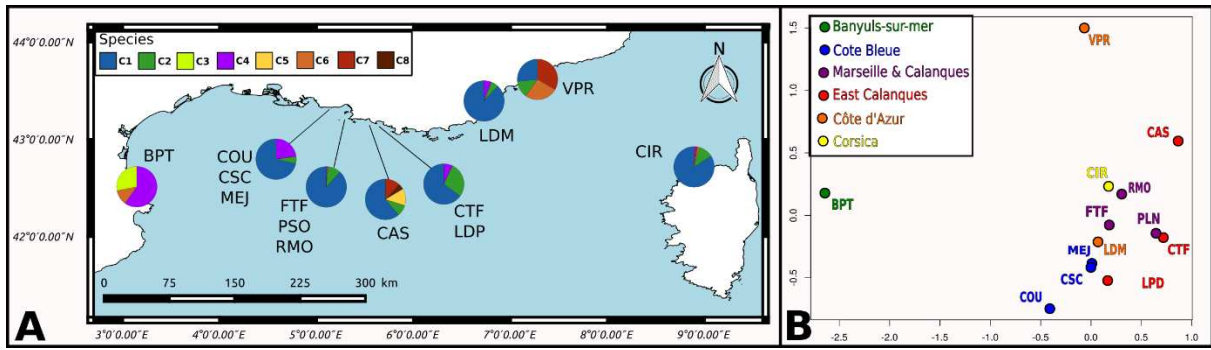 Species
C1 C2 C3 C4 C5 C6 C7 C8
44°0'0.00"N
43°0'0.00"N
42°0'0.00"N
N
VPR
LDM
CIR
BPT
COU
CSC
MEJ
FTF
PSO
RMO
CAS
CTF
LDP
0 75 150 225 300 km
3°0'0.00"E 4°0'0.00"E 5°0'0.00"E 6°0'0.00"E 7°0'0.00"E 8°0'0.00"E 9°0'0.00"E
A
Banyuls-sur-mer
Cote Bleue
Marseille & Calanques
East Calanques
Côte d'Azur
Corsica
VPR
CAS
CIR
RMO
BPT
FTF
PLN
CTF
MEJ
LDM
CSC
LPD
COU
1.5
1.0
0.5
0.0
-0.5
-2.5 -2.0 -1.5 -1.0 -0.5 0.0 0.5 1.0
B